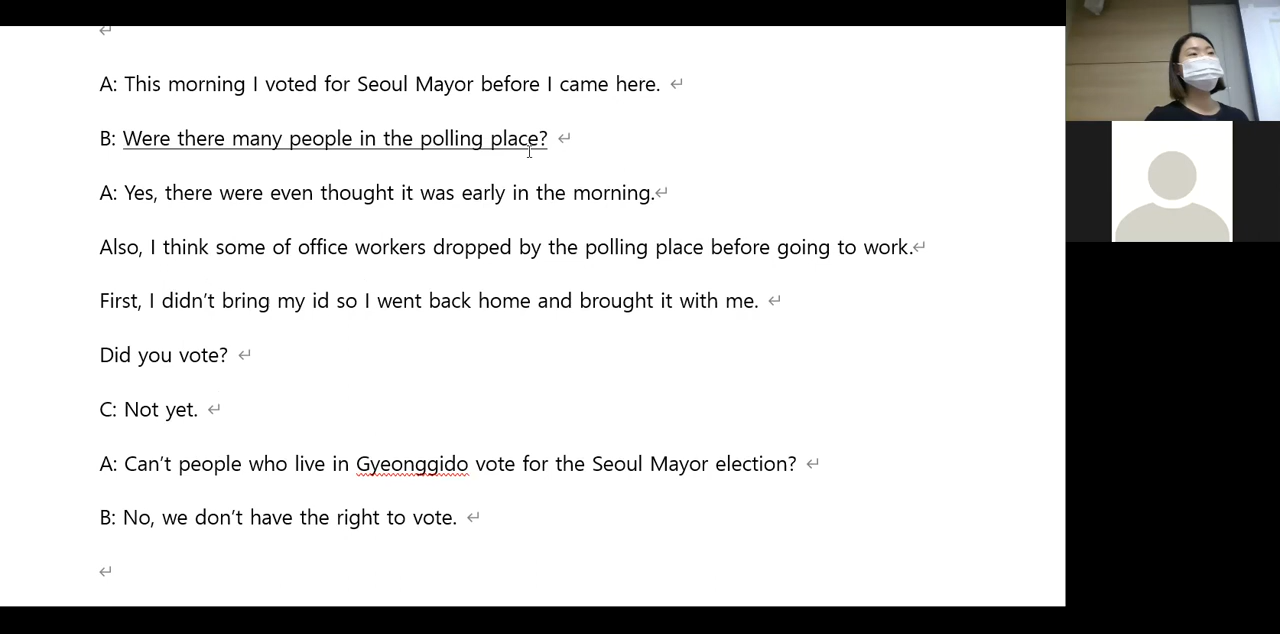 A: This morning I voted for Seoul Mayor before I came here.
B: Were there many people in the polling place?
A: Yes, there were even thought it was early in the morning.
Also, I think some of office workers dropped by the polling place before going to work.
First, I didn't bring my id so I went back home and brought it with me.
Did you vote?
C: Not yet.
A: Can't people who live in Gyeonggido vote for the Seoul Mayor election?
B: No, we don't have the right to vote.